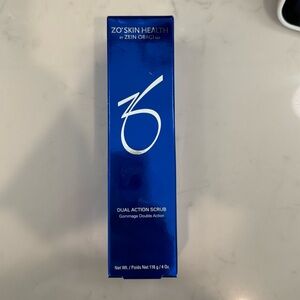 ZO® SKIN HEALTH
BY ZEIN OBAGI MD
DUAL ACTION SCRUB
Gommage Double Action
Net Wt. / Poids Net 116 g / 4 Oz.